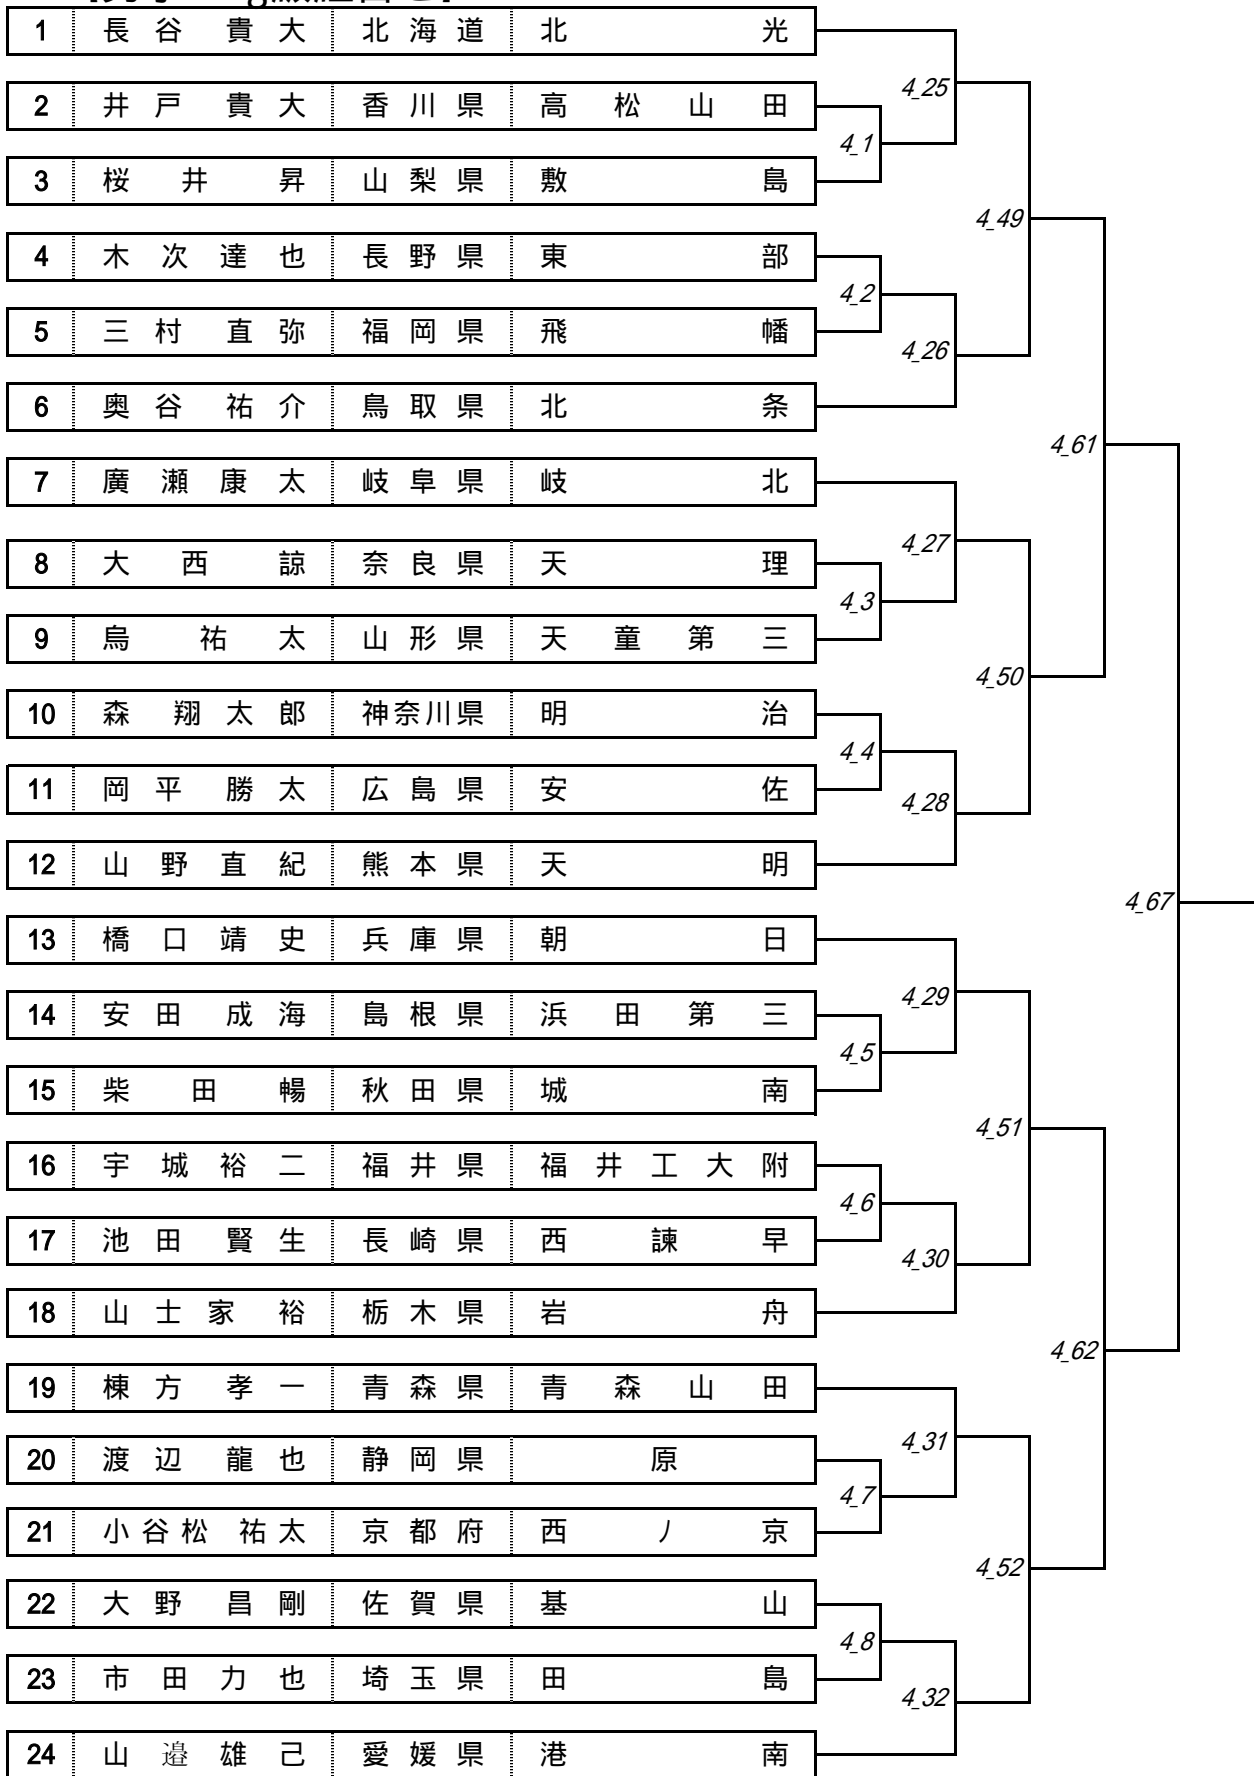 1 長谷 貴大 北海道 北光
2 井戸 貴大 香川県 高松山田
3 桜井 昇 山梨県 敷島
4 木次達也 長野県 東部
5 三村 直弥 福岡県 飛幡
6 奥谷 祐介 鳥取県 北条
7 廣瀬康太 岐阜県 岐北
8 大西 諒 奈良県 天理
9 烏 祐太 山形県 天童第三
10 森 翔太郎 神奈川県 明治
11 岡平 勝太 広島県 安佐
12 山野直紀 熊本県 天明
13 橋口靖史 兵庫県 朝日
14 安田 成海 島根県 浜田第三
15 柴田 暢 秋田県 城南
16 宇城裕二 福井県 福井工大附
17 池田 賢生 長崎県 西諫早
18 山士家 裕 栃木県 岩舟
19 棟方 孝一 青森県 青森山田
20 渡辺 龍也 静岡県 原
21 小谷松 祐太 京都府 西ノ京
22 大野 昌剛 佐賀県 基山
23 市田力也 埼玉県 田島
24 山邉雄己 愛媛県 港南
4_1
4_2
4_3
4_4
4_5
4_6
4_7
4_8
4_25
4_26
4_27
4_28
4_29
4_30
4_31
4_32
4_49
4_50
4_51
4_52
4_61
4_62
4_67